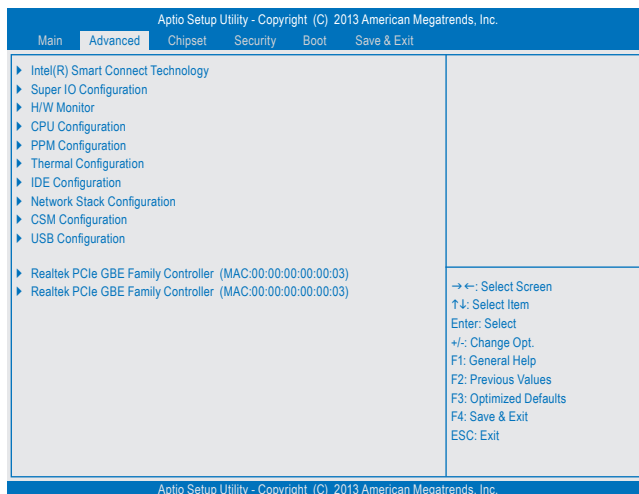 Aptio Setup Utility - Copyright (C) 2013 American Megatrends, Inc.
Main Advanced Chipset Security Boot Save & Exit
Intel(R) Smart Connect Technology
Super IO Configuration
H/W Monitor
CPU Configuration
PPM Configuration
Thermal Configuration
IDE Configuration
Network Stack Configuration
CSM Configuration
USB Configuration
Realtek PCIe GBE Family Controller (MAC:00:00:00:00:00:03)
Realtek PCIe GBE Family Controller (MAC:00:00:00:00:00:03)
→←: Select Screen
↑↓: Select Item
Enter: Select
+/-: Change Opt.
F1: General Help
F2: Previous Values
F3: Optimized Defaults
F4: Save & Exit
ESC: Exit
Aptio Setup Utility - Copyright (C) 2013 American Megatrends, Inc.